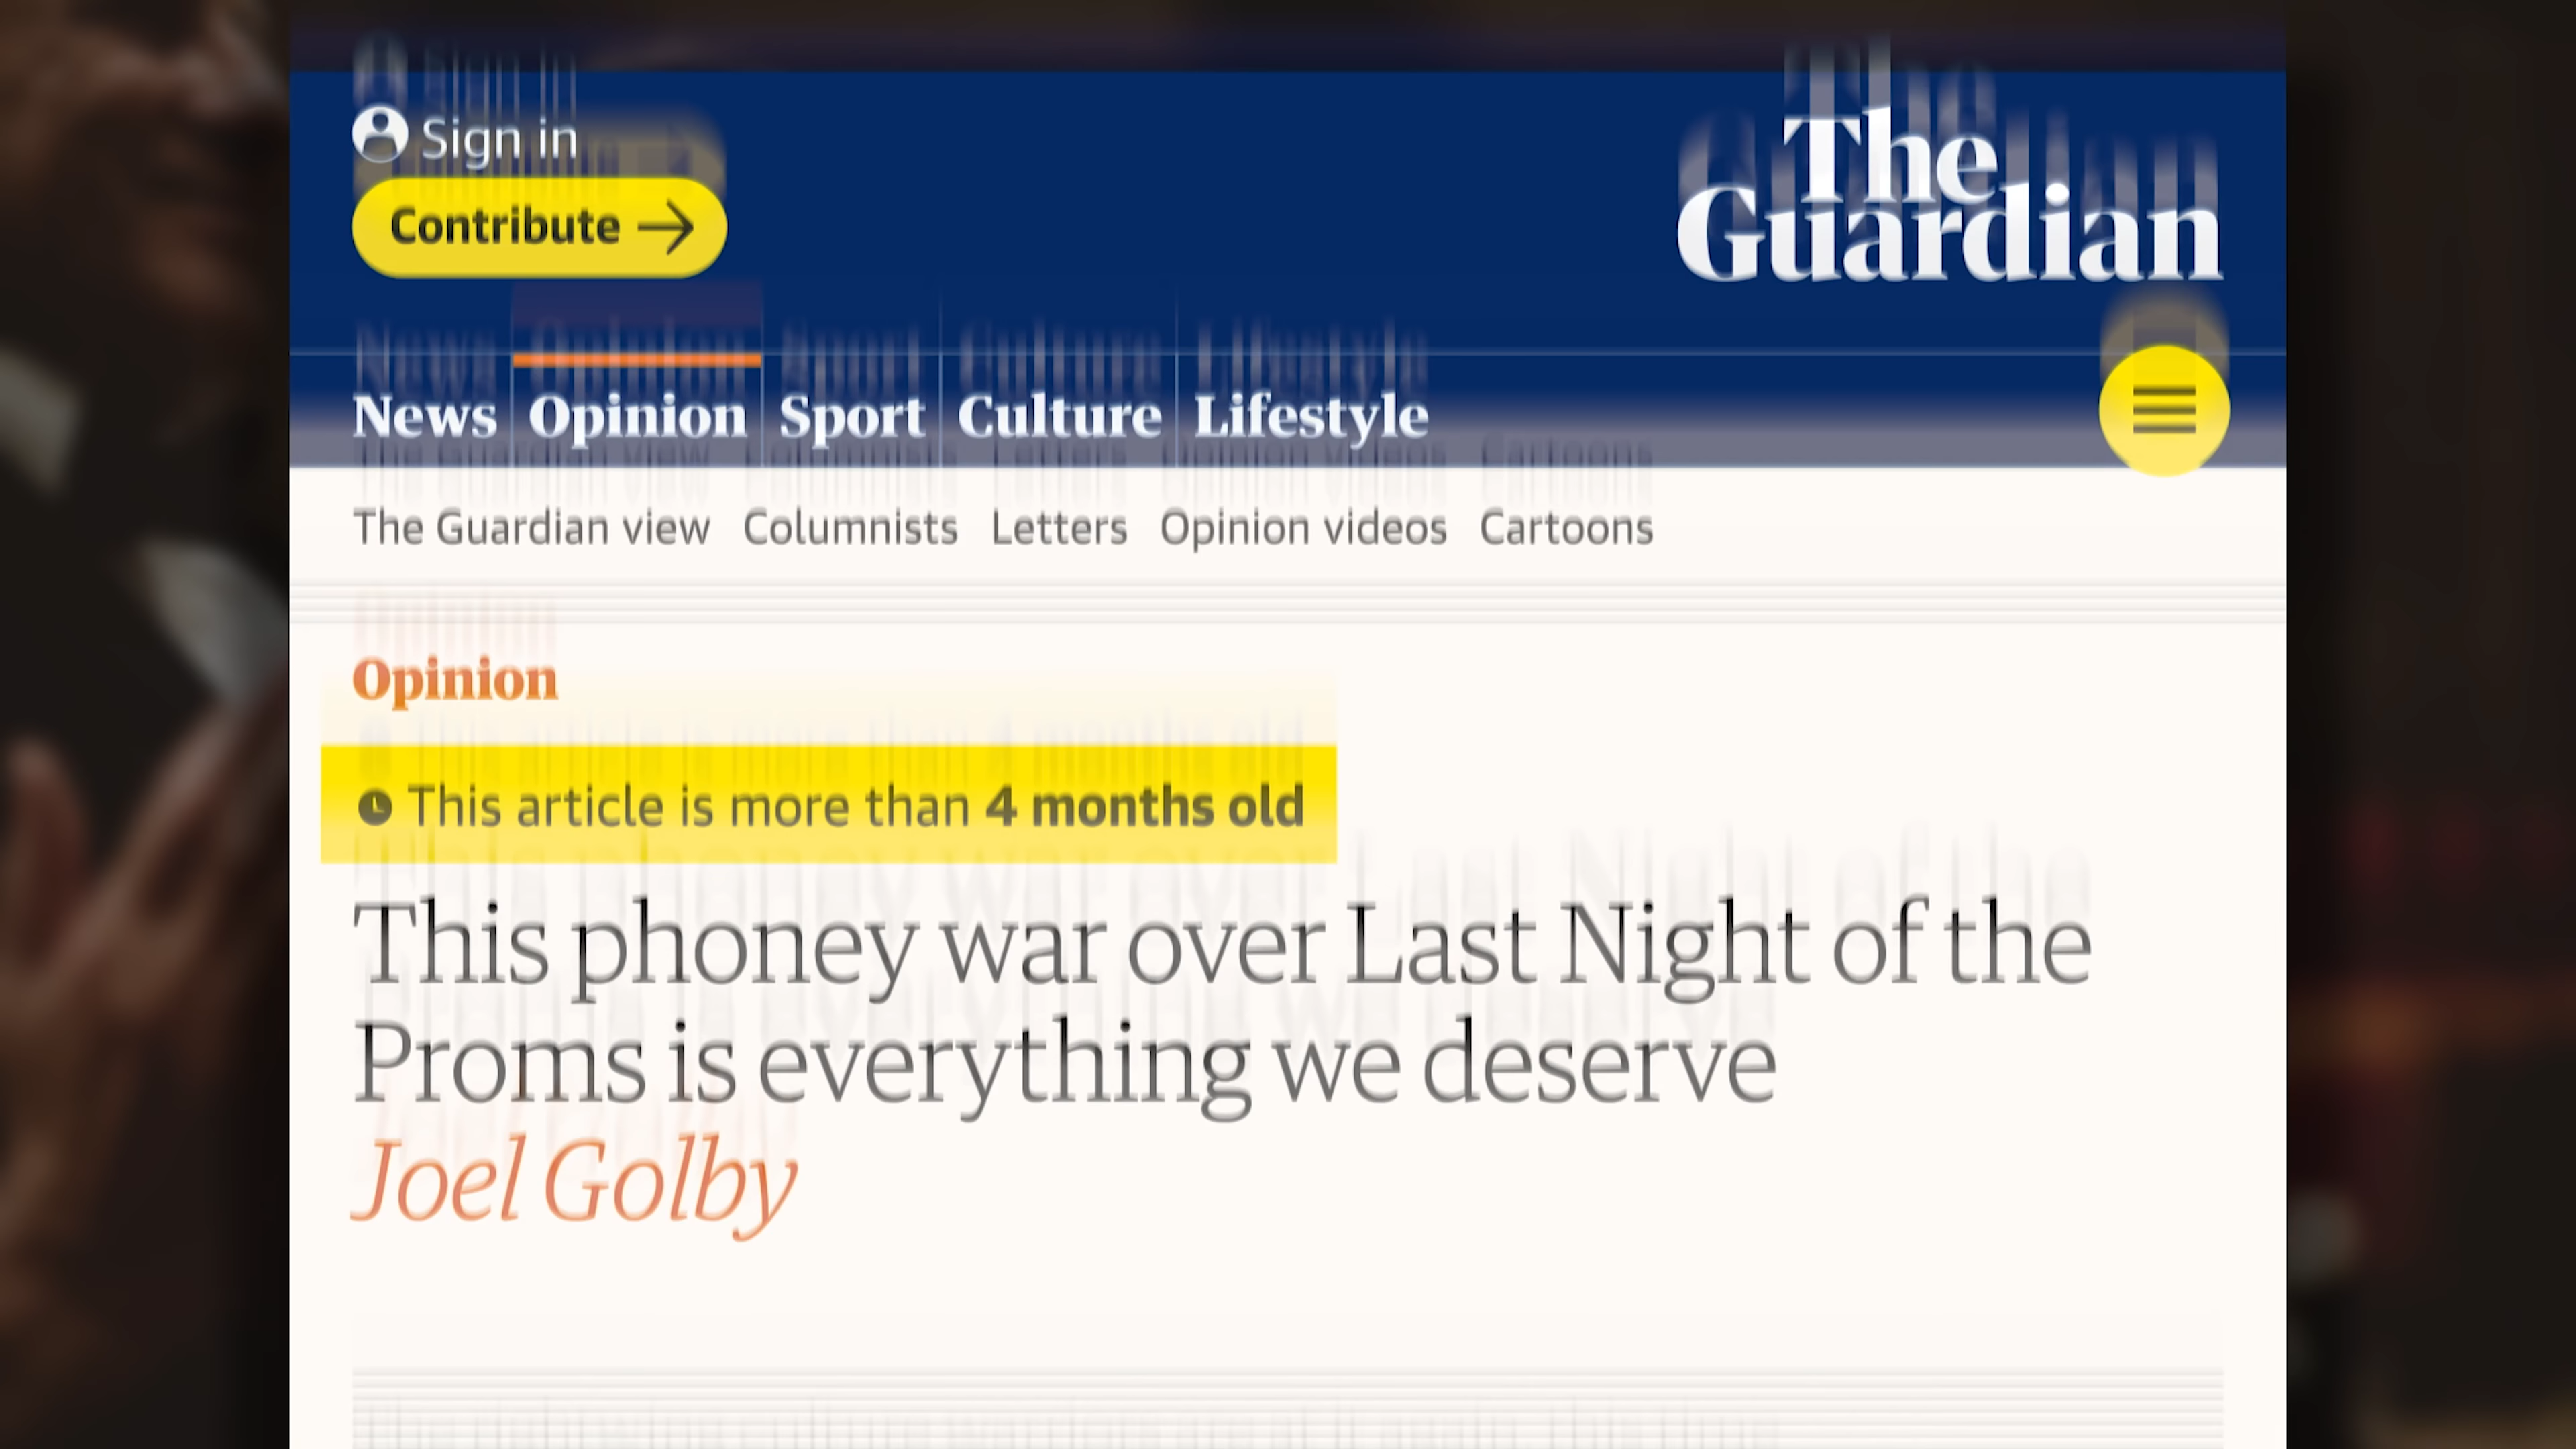 Sign in
Contribute
The
Guardian
News Opinion Sport Culture Lifestyle
The Guardian view Columnists Letters Opinion videos Cartoons
Opinion
This article is more than 4 months old
This phoney war over Last Night of the
Proms is everything we deserve
Joel Golby